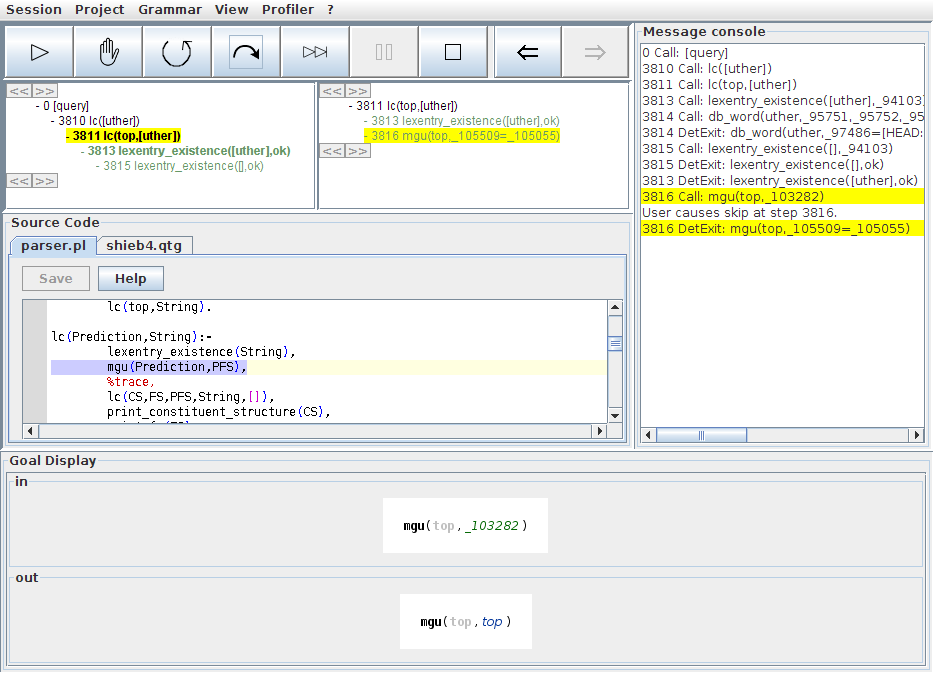 Session Project Grammar View Profiler ?
<< >>
- 0 [query]
- 3810 lc([uther])
- 3811 lc(top,[uther])
- 3813 lexentry_existence([uther],ok)
- 3815 lexentry_existence([],ok)
<< >>
<< >>
- 3811 lc(top,[uther])
- 3813 lexentry_existence([uther],ok)
- 3816 mgu(top,_105509=_105055)
<< >>
Message console
0 Call: [query]
3810 Call: lc([uther])
3811 Call: lc(top,[uther])
3813 Call: lexentry_existence([uther],_94103)
3814 Call: db_word(uther,_95751,_95752,_95
3814 DetExit: db_word(uther,_97486=[HEAD:
3815 Call: lexentry_existence([],_94103)
3815 DetExit: lexentry_existence([],ok)
3813 DetExit: lexentry_existence([uther],ok)
3816 Call: mgu(top,_103282)
User causes skip at step 3816.
3816 DetExit: mgu(top,_105509=_105055)
Source Code
parser.pl shieb4.qtg
Save Help
lc(top,String).
lc(Prediction,String):-
lexentry_existence(String),
mgu(Prediction,PFS),
%trace,
lc(CS,FS,PFS,String,[]),
print_constituent_structure(CS),
Goal Display
in
mgu(top,_103282)
out
mgu(top,top)